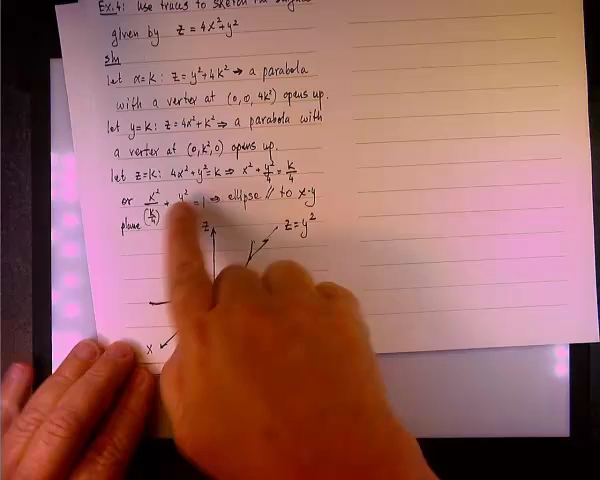 Ex.4: Use traces to sketch the surface
given by z = 4x²+y²
sln
let x=k: z=y²+4k² ⇒ a parabola
with a vertex at (0, 0, 4k²) opens up.
let y=k: z=4x²+k² ⇒ a parabola with
a vertex at (0,k²,0) opens up.
let z=k: 4x²+y²=k ⇒ x²+y²/4=k/4
or x²/(k/4) + y² =1 ⇒ ellipse // to x-y
plane
z
z=y²
x